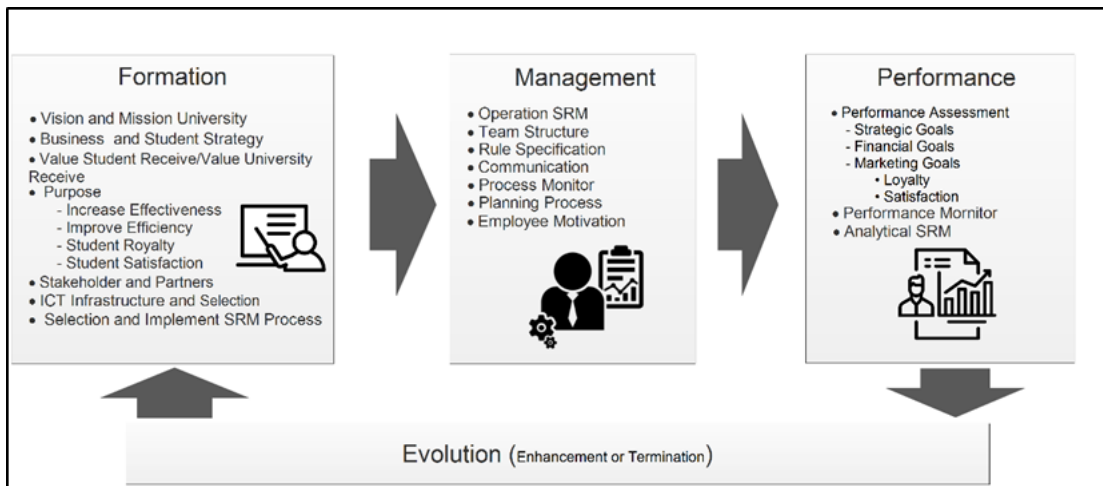 Formation
• Vision and Mission University
• Business and Student Strategy
• Value Student Receive/Value University
Receive
• Purpose
- Increase Effectiveness
- Improve Efficiency
- Student Royalty
- Student Satisfaction
• Stakeholder and Partners
• ICT Infrastructure and Selection
• Selection and Implement SRM Process
Management
• Operation SRM
• Team Structure
• Rule Specification
• Communication
• Process Monitor
• Planning Process
• Employee Motivation
Performance
• Performance Assessment
- Strategic Goals
- Financial Goals
- Marketing Goals
• Loyalty
• Satisfaction
• Performance Mornitor
• Analytical SRM
Evolution (Enhancement or Termination)